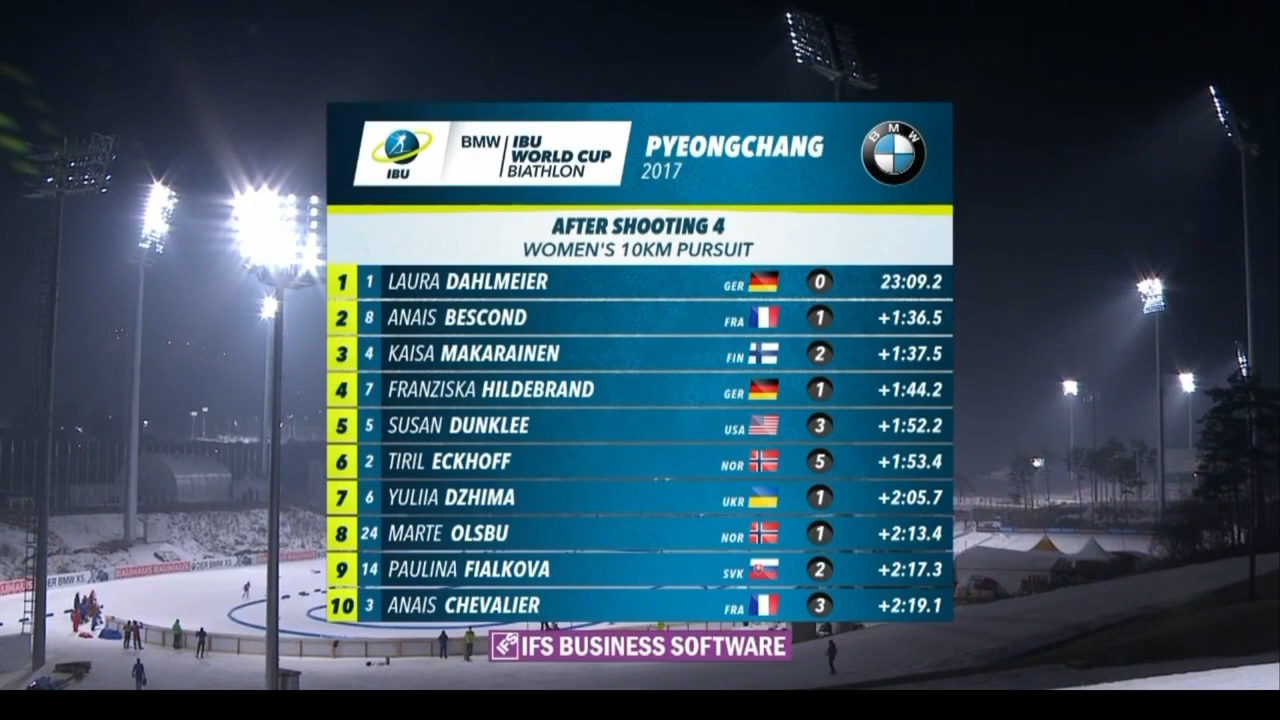 IBU
BMW IBU WORLD CUP BIATHLON
PYEONGCHANG
2017
BMW
AFTER SHOOTING 4
WOMEN'S 10KM PURSUIT
1 1 LAURA DAHLMEIER GER 0 23:09.2
2 8 ANAIS BESCOND FRA 1 +1:36.5
3 4 KAISA MAKARAINEN FIN 2 +1:37.5
4 7 FRANZISKA HILDEBRAND GER 1 +1:44.2
5 5 SUSAN DUNKLEE USA 3 +1:52.2
6 2 TIRIL ECKHOFF NOR 5 +1:53.4
7 6 YULIIA DZHIMA UKR 1 +2:05.7
8 24 MARTE OLSBU NOR 1 +2:13.4
9 14 PAULINA FIALKOVA SVK 2 +2:17.3
10 3 ANAIS CHEVALIER FRA 3 +2:19.1
IFS IFS BUSINESS SOFTWARE
DER BMW X5.